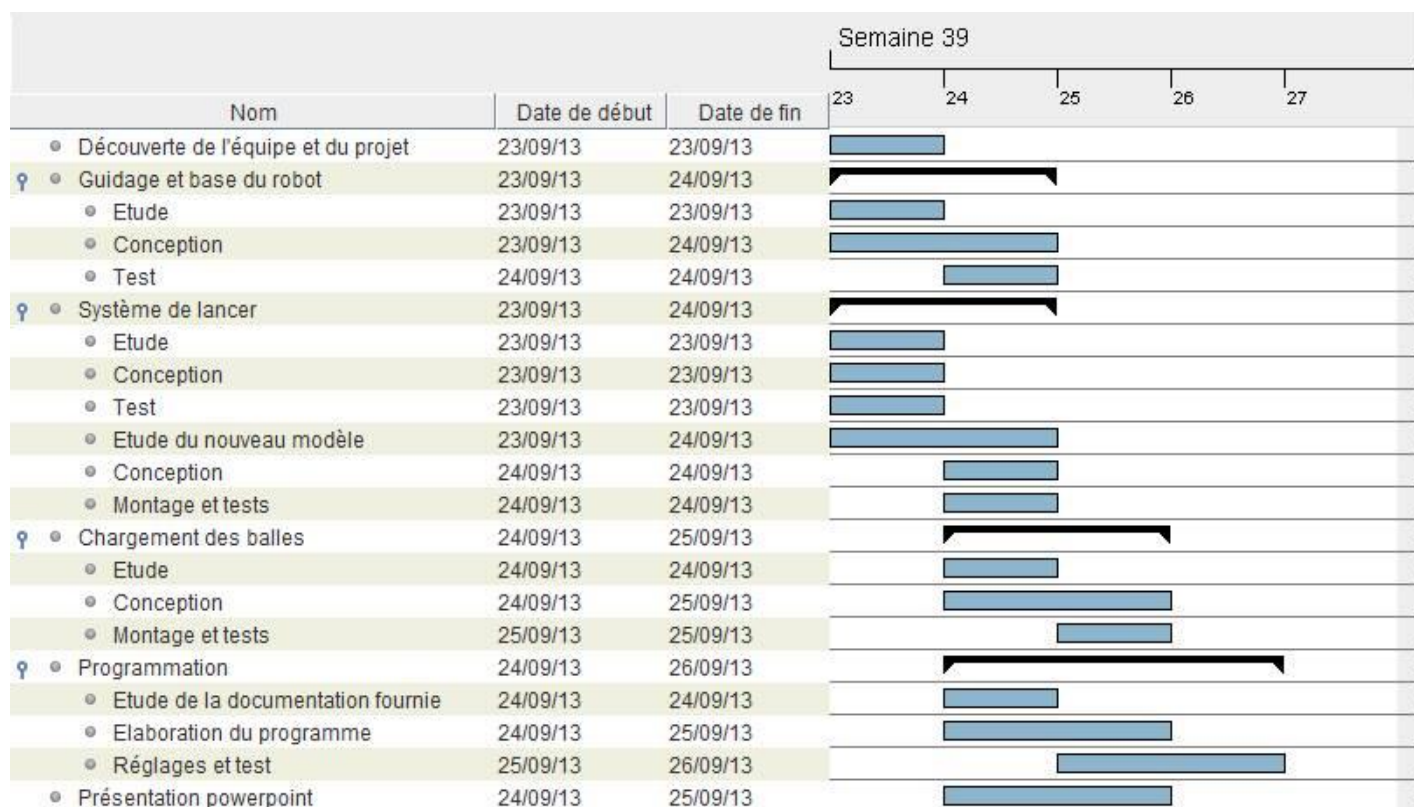 Semaine 39
Nom Date de début Date de fin 23 24 25 26 27
Découverte de l'équipe et du projet 23/09/13 23/09/13
Guidage et base du robot 23/09/13 24/09/13
Etude 23/09/13 23/09/13
Conception 23/09/13 24/09/13
Test 24/09/13 24/09/13
Système de lancer 23/09/13 24/09/13
Etude 23/09/13 23/09/13
Conception 23/09/13 23/09/13
Test 23/09/13 23/09/13
Etude du nouveau modèle 23/09/13 24/09/13
Conception 24/09/13 24/09/13
Montage et tests 24/09/13 24/09/13
Chargement des balles 24/09/13 25/09/13
Etude 24/09/13 24/09/13
Conception 24/09/13 25/09/13
Montage et tests 25/09/13 25/09/13
Programmation 24/09/13 26/09/13
Etude de la documentation fournie 24/09/13 24/09/13
Elaboration du programme 24/09/13 25/09/13
Réglages et test 25/09/13 26/09/13
Présentation powerpoint 24/09/13 25/09/13